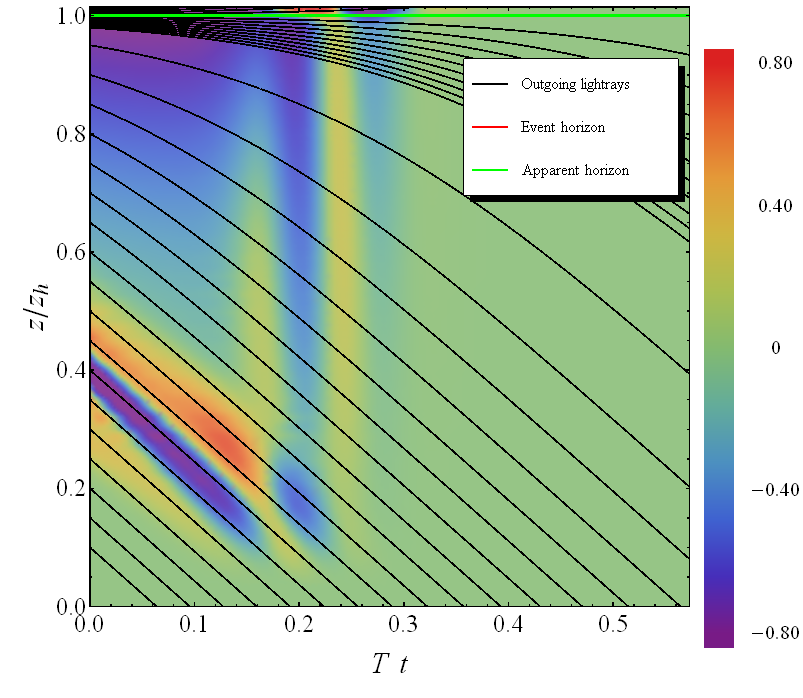 1.0
0.8
0.6
0.4
0.2
0.0
z/z_h
0.0 0.1 0.2 0.3 0.4 0.5
T t
Outgoing lightrays
Event horizon
Apparent horizon
0.80
0.40
0
−0.40
−0.80